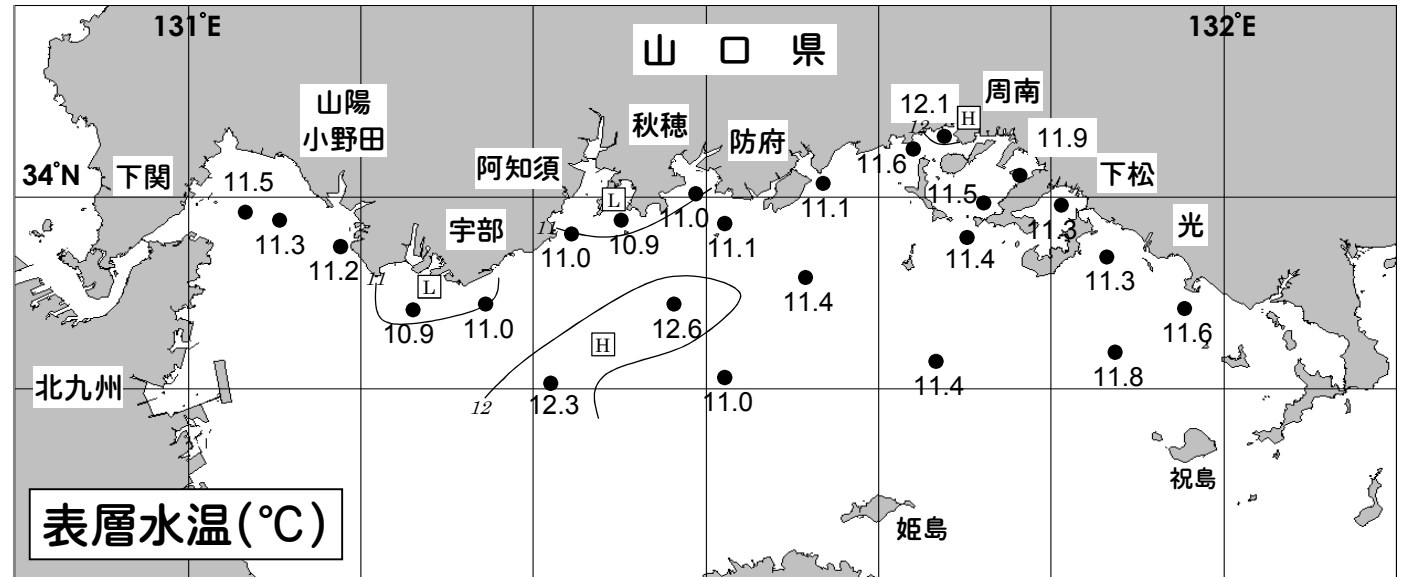 131°E
132°E
山 口 県
周南
12.1
H
12
山陽
小野田
秋穂
防府
11.9
11.6
阿知須
下松
34°N
下関
11.5
11.5
11.1
L
11.0
11.3
宇部
11
11.0
10.9
11.1
11.3
光
11.2
11.4
11.3
11
L
11.4
10.9
11.0
12.6
11.6
H
11.8
11.4
北九州
12
12.3
11.0
祝島
姫島
表層水温(℃)